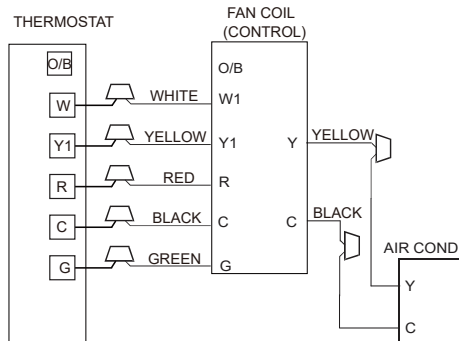 THERMOSTAT
FAN COIL
(CONTROL)
O/B
O/B
W
WHITE
W1
Y1
YELLOW
Y1
Y
YELLOW
R
RED
R
C
BLACK
C
C
BLACK
G
GREEN
G
AIR COND
Y
C